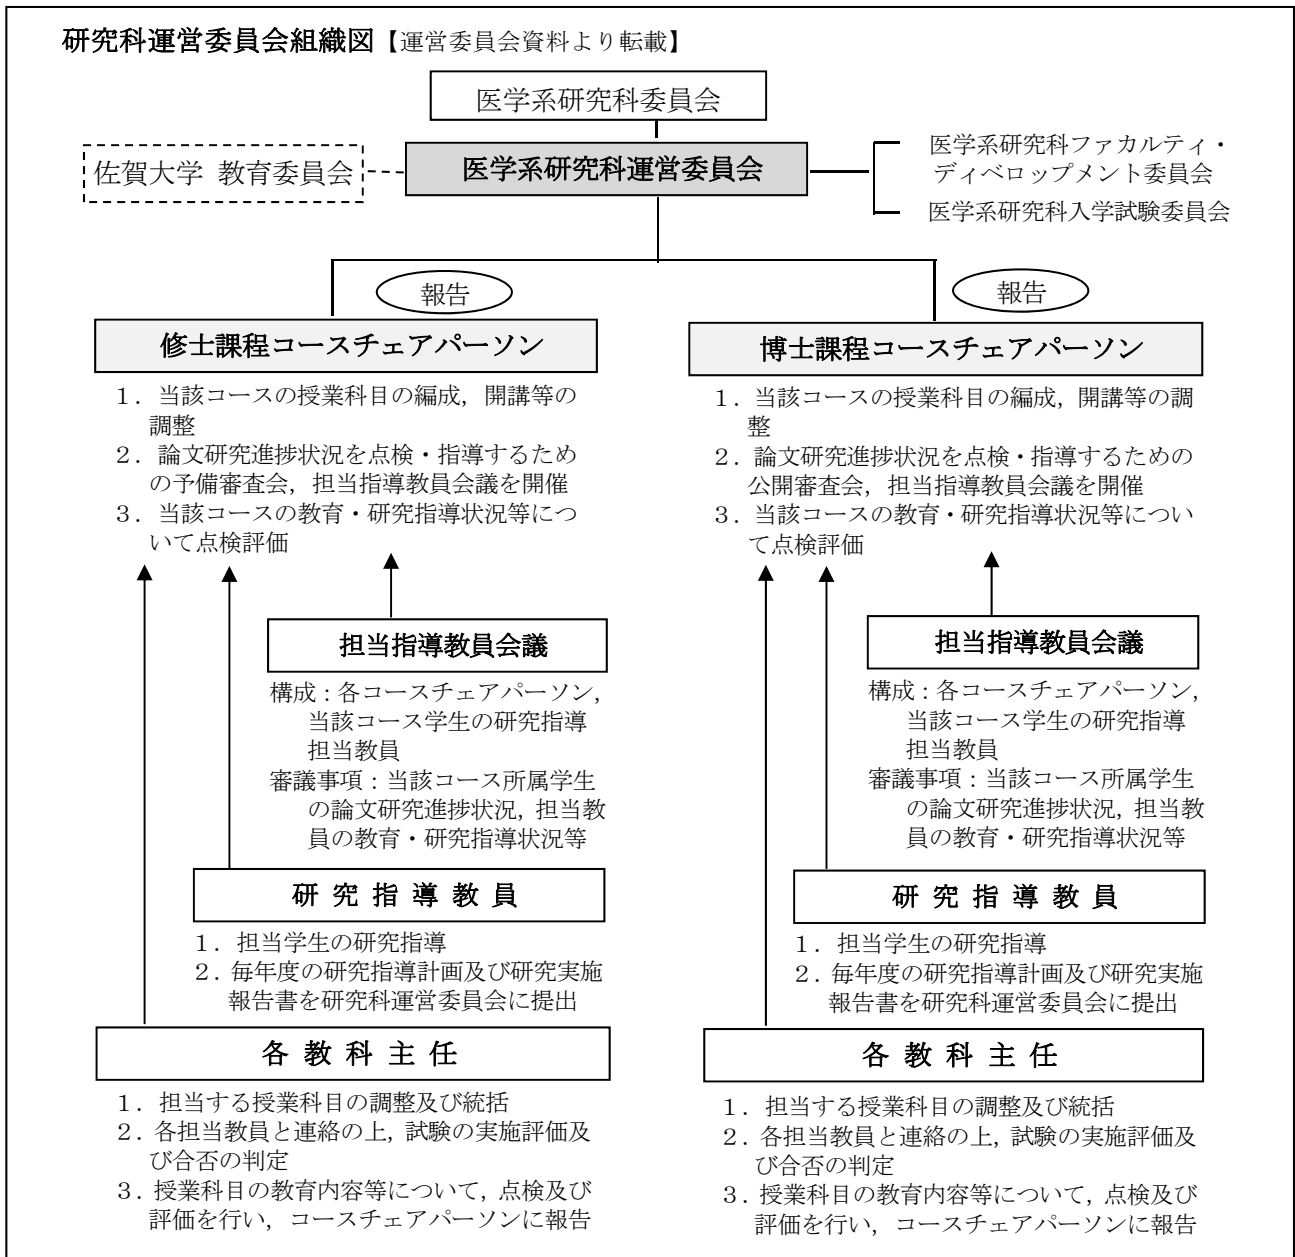 研究科運営委員会組織図【運営委員会資料より転載】
医学系研究科委員会
佐賀大学 教育委員会
医学系研究科運営委員会
医学系研究科ファカルティ・
ディベロップメント委員会
医学系研究科入学試験委員会
報告
修士課程コースチェアパーソン
1. 当該コースの授業科目の編成，開講等の
調整
2. 論文研究進捗状況を点検・指導するため
の予備審査会，担当指導教員会議を開催
3. 当該コースの教育・研究指導状況等につ
いて点検評価
担当指導教員会議
構成：各コースチェアパーソン，
当該コース学生の研究指導
担当教員
審議事項：当該コース所属学生
の論文研究進捗状況，担当教
員の教育・研究指導状況等
研 究 指 導 教 員
1. 担当学生の研究指導
2. 毎年度の研究指導計画及び研究実施
報告書を研究科運営委員会に提出
各 教 科 主 任
1. 担当する授業科目の調整及び統括
2. 各担当教員と連絡の上，試験の実施評価及
び合否の判定
3. 授業科目の教育内容等について，点検及び
評価を行い，コースチェアパーソンに報告
報告
博士課程コースチェアパーソン
1. 当該コースの授業科目の編成，開講等の調
整
2. 論文研究進捗状況を点検・指導するための
公開審査会，担当指導教員会議を開催
3. 当該コースの教育・研究指導状況等につい
て点検評価
担当指導教員会議
構成：各コースチェアパーソン，
当該コース学生の研究指導
担当教員
審議事項：当該コース所属学生
の論文研究進捗状況，担当教
員の教育・研究指導状況等
研 究 指 導 教 員
1. 担当学生の研究指導
2. 毎年度の研究指導計画及び研究実施
報告書を研究科運営委員会に提出
各 教 科 主 任
1. 担当する授業科目の調整及び統括
2. 各担当教員と連絡の上，試験の実施評価及
び合否の判定
3. 授業科目の教育内容等について，点検及び
評価を行い，コースチェアパーソンに報告